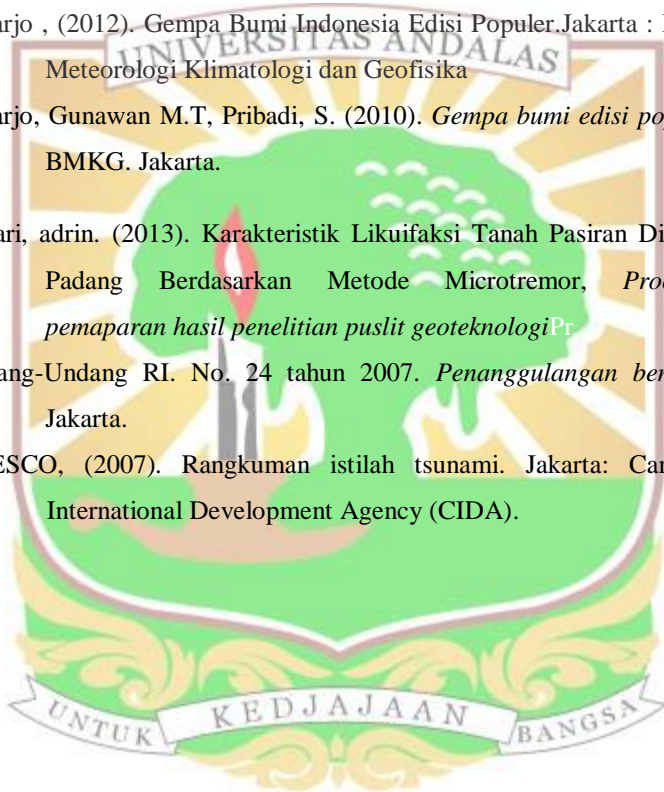 arjo , (2012). Gempa Bumi Indonesia Edisi Populer.Jakarta :
UNIVERSITAS ANDALAS
Meteorologi Klimatologi dan Geofisika
arjo, Gunawan M.T, Pribadi, S. (2010). Gempa bumi edisi po
BMKG. Jakarta.
ari, adrin. (2013). Karakteristik Likuifaksi Tanah Pasiran Di
Padang Berdasarkan Metode Microtremor, Pro
pemaparan hasil penelitian puslit geoteknologiPr
ang-Undang RI. No. 24 tahun 2007. Penanggulangan ben
Jakarta.
ESCO, (2007). Rangkuman istilah tsunami. Jakarta: Can
International Development Agency (CIDA).
UNTUK KEDJAJAAN BANGSA